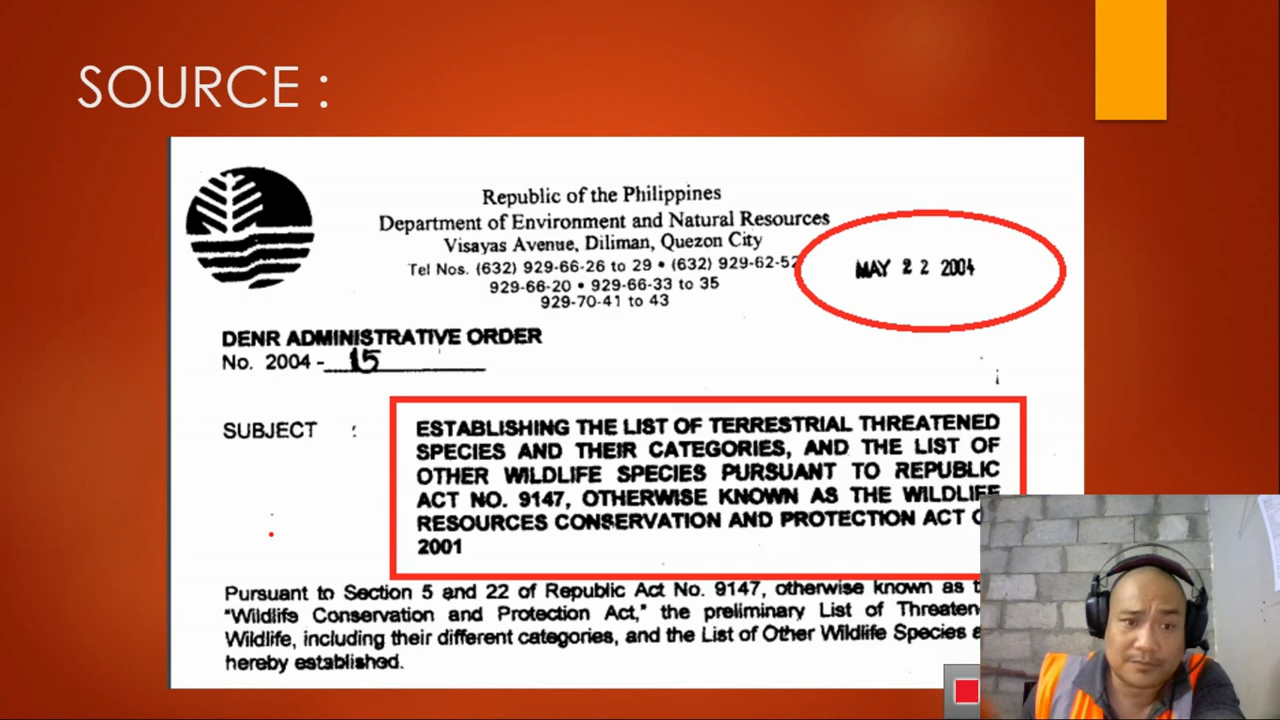 SOURCE :
Republic of the Philippines
Department of Environment and Natural Resources
Visayas Avenue, Diliman, Quezon City
Tel Nos. (632) 929-66-26 to 29 • (632) 929-62-52
929-66-20 • 929-66-33 to 35
929-70-41 to 43
MAY 22 2004
DENR ADMINISTRATIVE ORDER
No. 2004 - 15
SUBJECT :
ESTABLISHING THE LIST OF TERRESTRIAL THREATENED
SPECIES AND THEIR CATEGORIES, AND THE LIST OF
OTHER WILDLIFE SPECIES PURSUANT TO REPUBLIC
ACT NO. 9147, OTHERWISE KNOWN AS THE WILDLIFE
RESOURCES CONSERVATION AND PROTECTION ACT
2001
Pursuant to Section 5 and 22 of Republic Act No. 9147, otherwise known as
"Wildlife Conservation and Protection Act," the preliminary List of Threaten
Wildlife, including their different categories, and the List of Other Wildlife Species
hereby established.